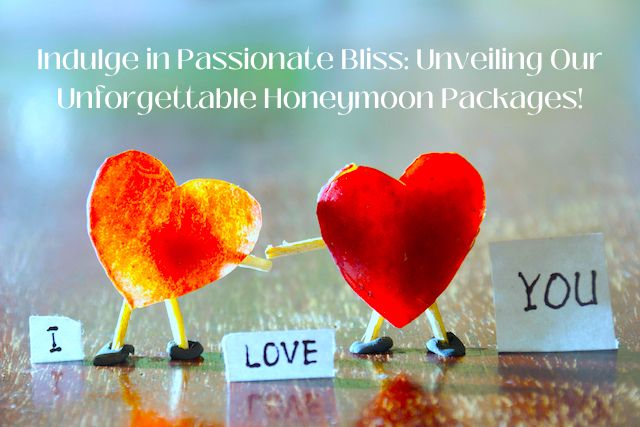 Indulge in Passionate Bliss: Unveiling Our
Unforgettable Honeymoon Packages!
I
LOVE
YOU